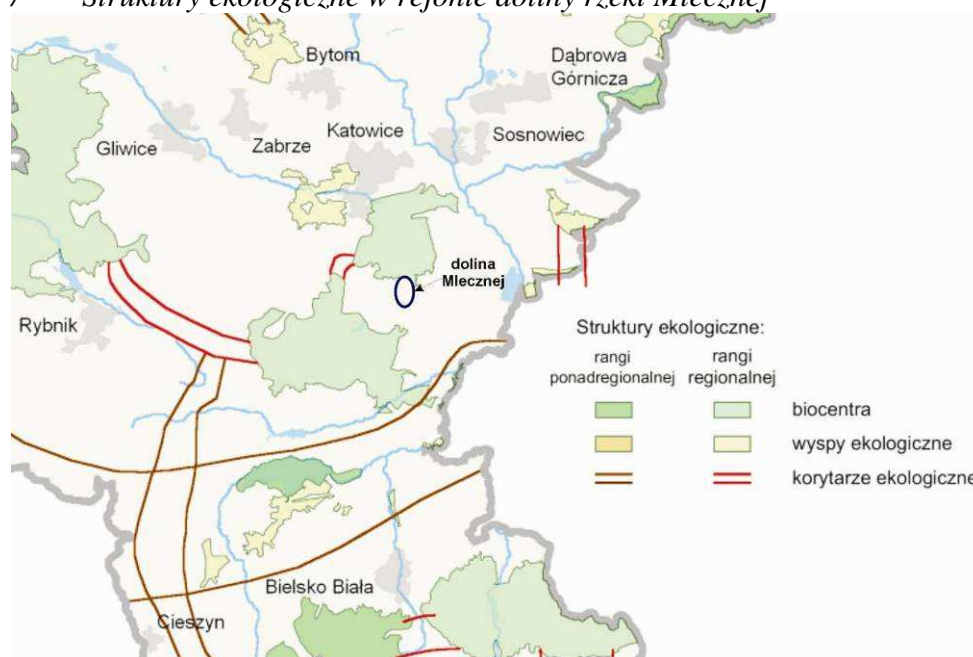 7 Struktury ekologiczne w rejonie doliny rzeki Mlecznej
Bytom
Dąbrowa
Górnicza
Katowice
Zabrze
Sosnowiec
Gliwice
dolina
Mlecznej
Rybnik
Struktury ekologiczne:
rangi
ponadregionalnej
rangi
regionalnej
biocentra
wyspy ekologiczne
korytarze ekologiczne
Bielsko Biała
Cieszyn